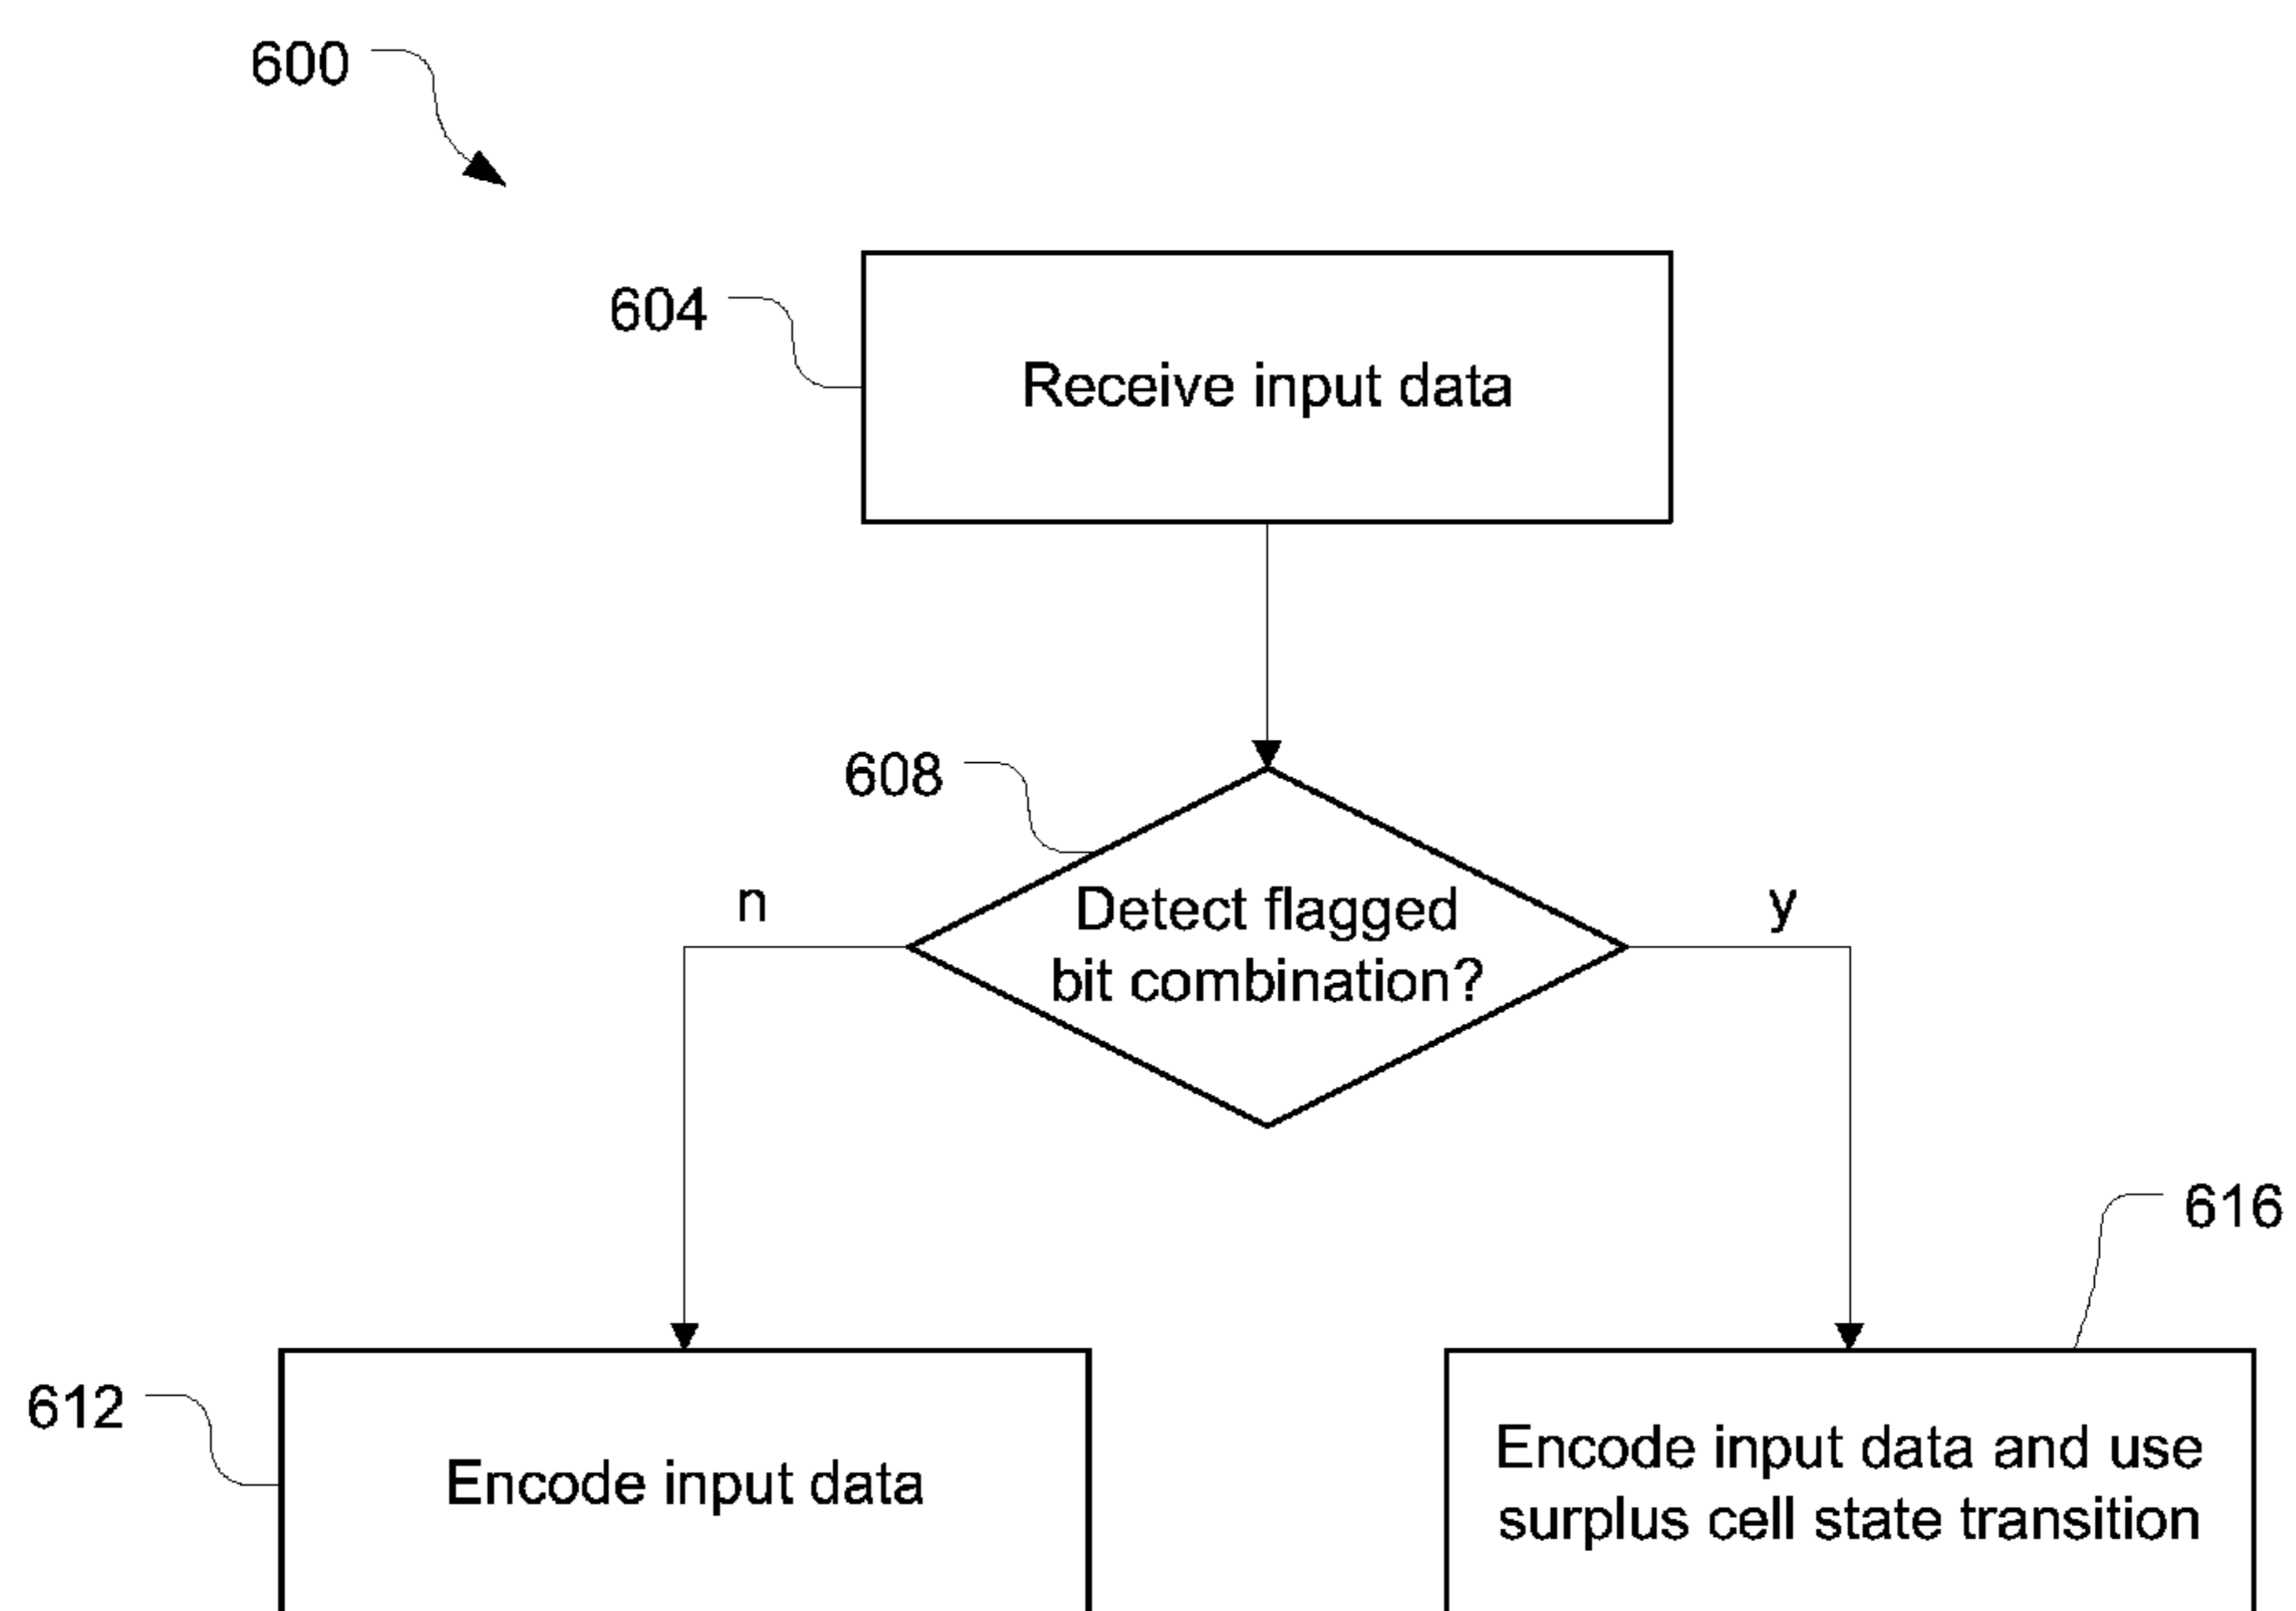 600
604
Receive input data
608
n
Detect flagged
bit combination?
y
616
612
Encode input data
Encode input data and use
surplus cell state transition